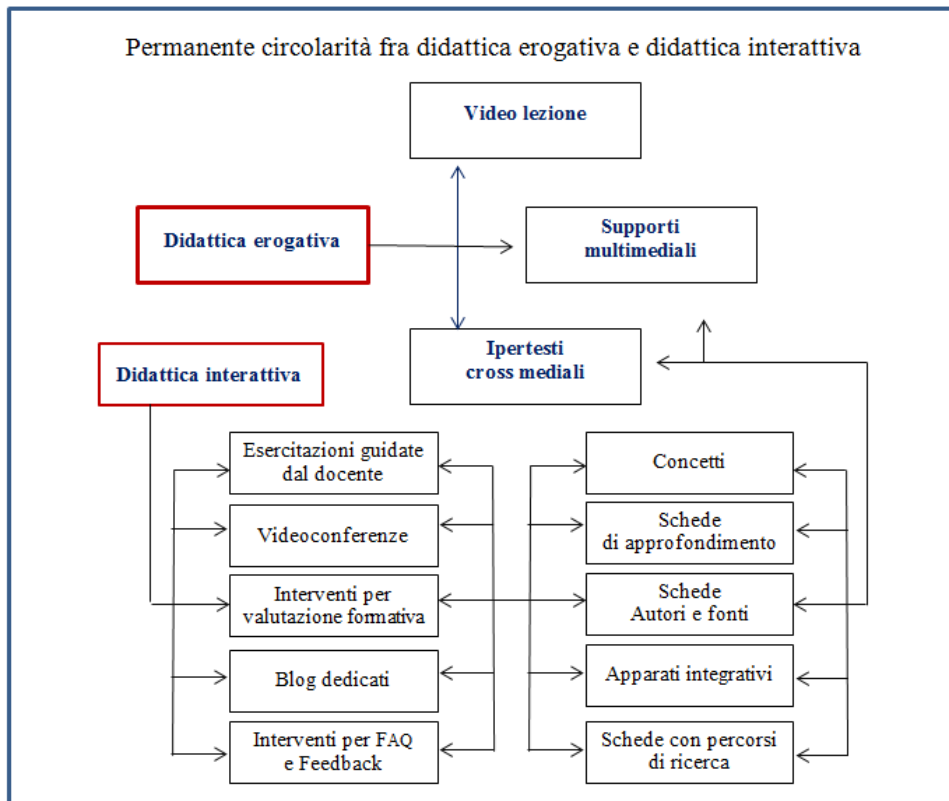 Permanente circolarità fra didattica erogativa e didattica interattiva
Video lezione
Didattica erogativa
Supporti
multimediali
Ipertesti
cross mediali
Didattica interattiva
Esercitazioni guidate
dal docente
Videoconferenze
Interventi per
valutazione formativa
Blog dedicati
Interventi per FAQ
e Feedback
Concetti
Schede
di approfondimento
Schede
Autori e fonti
Apparati integrativi
Schede con percorsi
di ricerca